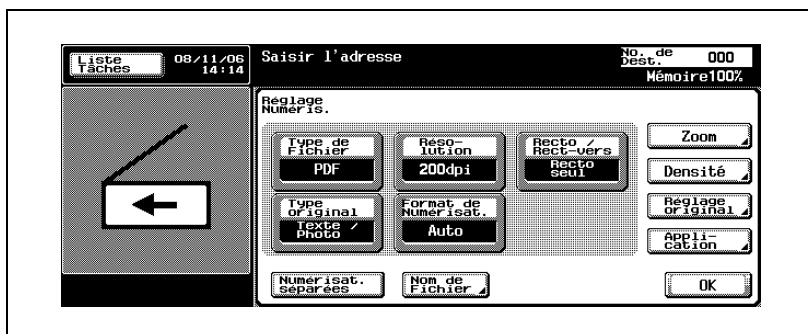 Liste
Tâches
08/11/06
14:14
Saisir l'adresse
No. de
Dest.
000
Mémoire100%
Réglage
Numéris.
Type de
Fichier
PDF
Réso-
lution
200dpi
Recto /
Rect-vers
Recto
seul
Zoom
Densité
Type
original
Texte /
Photo
Format de
Numérisat.
Auto
Réglage
original
Appli-
cation
Numérisat.
séparées
Nom de
Fichier
OK